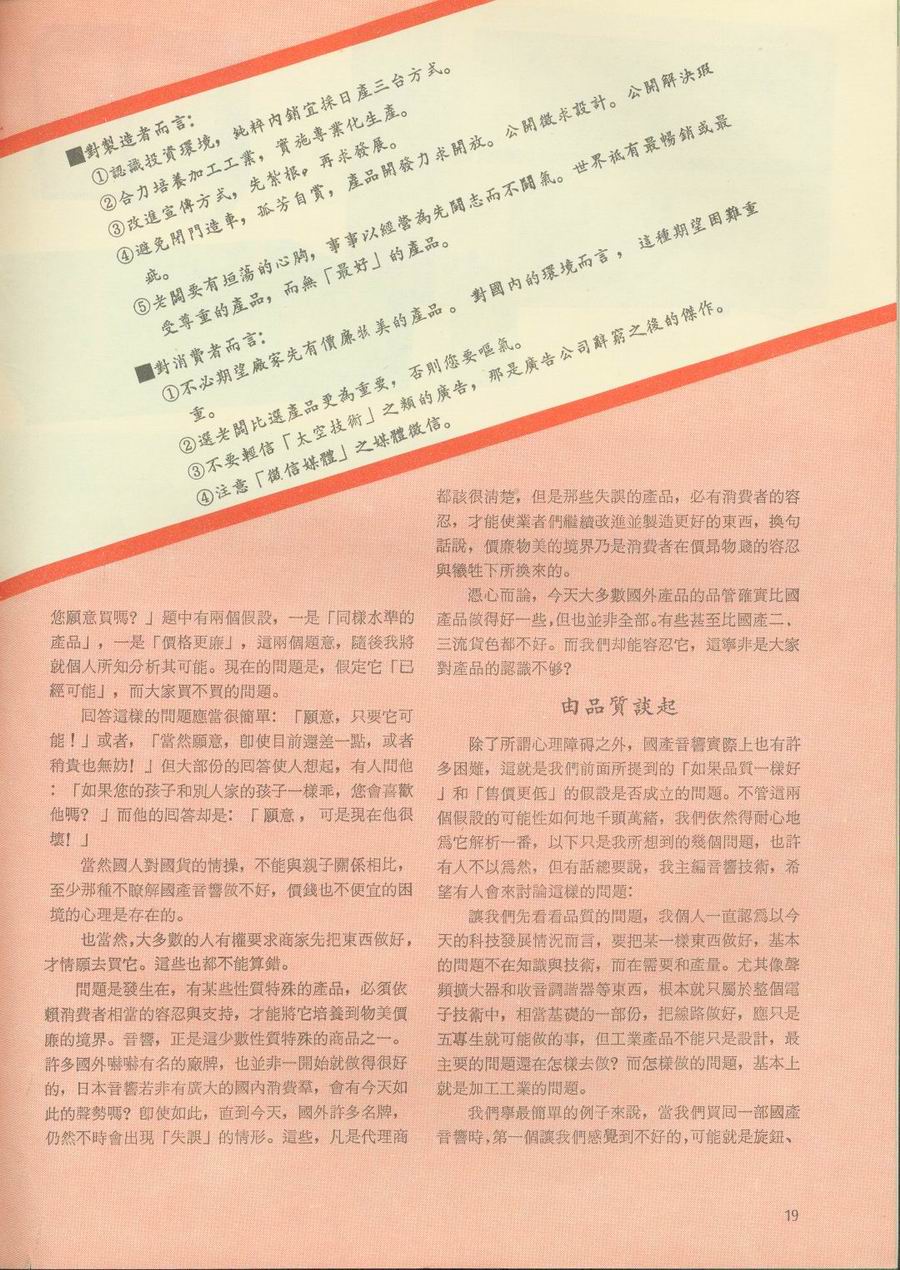 ■對製造者而言：
①認識投資環境，純粹內銷宜採日產三台方式。
②合力培養加工工業，實施專業化生產。
③改進宣傳方式，先紮根，再求發展。
④避免閉門造車，孤芳自賞，產品開發力求開放。公開徵求設計。公開解決瑕
疵。
⑤老闆要有坦蕩的心胸，事事以經營為先鬪志而不鬪氣。世界祇有最暢銷或最
受尊重的產品，而無「最好」的產品。
■對消費者而言：
①不必期望廠家先有價廉物美的產品。對國內的環境而言，這種期望困難重
重。
②選老闆比選產品更為重要，否則您要嘔氣。
③不要輕信「太空技術」之類的廣告，那是廣告公司辭窮之後的傑作。
④注意「徵信媒體」之媒體徵信。
您願意買嗎？」題中有兩個假設，一是「同樣水準的
產品」，一是「價格更廉」，這兩個題意，隨後我將
就個人所知分析其可能。現在的問題是，假定它「已
經可能」，而大家買不買的問題。
回答這樣的問題應當很簡單：「願意，只要它可
能！」或者，「當然願意，卽使目前還差一點，或者
稍貴也無妨！」但大部份的回答使人想起，有人問他
：「如果您的孩子和別人家的孩子一樣乖，您會喜歡
他嗎？」而他的回答却是：「願意，可是現在他很
壞！」
當然國人對國貨的情操，不能與親子關係相比，
至少那種不瞭解國產音響做不好，價錢也不便宜的困
境的心理是存在的。
也當然，大多數的人有權要求商家先把東西做好，
才情願去買它。這些也都不能算錯。
問題是發生在，有某些性質特殊的產品，必須依
賴消費者相當的容忍與支持，才能將它培養到物美價
廉的境界。音響，正是這少數性質特殊的商品之一。
許多國外嚇嚇有名的廠牌，也並非一開始就做得很好
的，日本音響若非有廣大的國內消費羣，會有今天如
此的聲勢嗎？卽使如此，直到今天，國外許多名牌，
仍然不時會出現「失誤」的情形。這些，凡是代理商
都該很清楚，但是那些失誤的產品，必有消費者的容
忍，才能使業者們繼續改進並製造更好的東西，換句
話說，價廉物美的境界乃是消費者在價昂物賤的容忍
與犧牲下所換來的。
憑心而論，今天大多數國外產品的品管確實比國
產品做得好一些，但也並非全部。有些甚至比國產二、
三流貨色都不好。而我們却能容忍它，這寧非是大家
對產品的認識不够？
由品質談起
除了所謂心理障碍之外，國產音響實際上也有許
多困難，這就是我們前面所提到的「如果品質一樣好
」和「售價更低」的假設是否成立的問題。不管這兩
個假設的可能性如何地千頭萬緒，我們依然得耐心地
爲它解析一番，以下只是我所想到的幾個問題，也許
有人不以爲然，但有話總要說，我主編音響技術，希
望有人會來討論這樣的問題：
讓我們先看看品質的問題，我個人一直認爲以今
天的科技發展情況而言，要把某一樣東西做好，基本
的問題不在知識與技術，而在需要和產量。尤其像聲
頻擴大器和收音調諧器等東西，根本就只屬於整個電
子技術中，相當基礎的一部份，把線路做好，應只是
五專生就可能做的事，但工業產品不能只是設計，最
主要的問題還在怎樣去做？而怎樣做的問題，基本上
就是加工工業的問題。
我們擧最簡單的例子來說，當我們買回一部國產
音響時，第一個讓我們感覺到不好的，可能就是旋鈕、
19